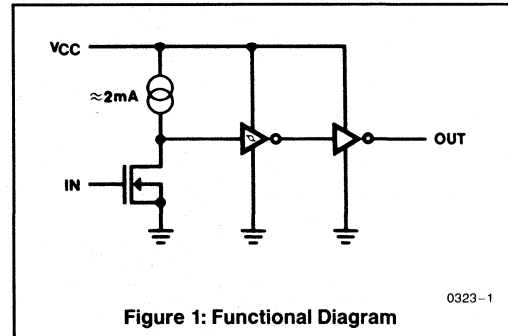 VCC
≈2mA
IN
OUT
0323–1
Figure 1: Functional Diagram